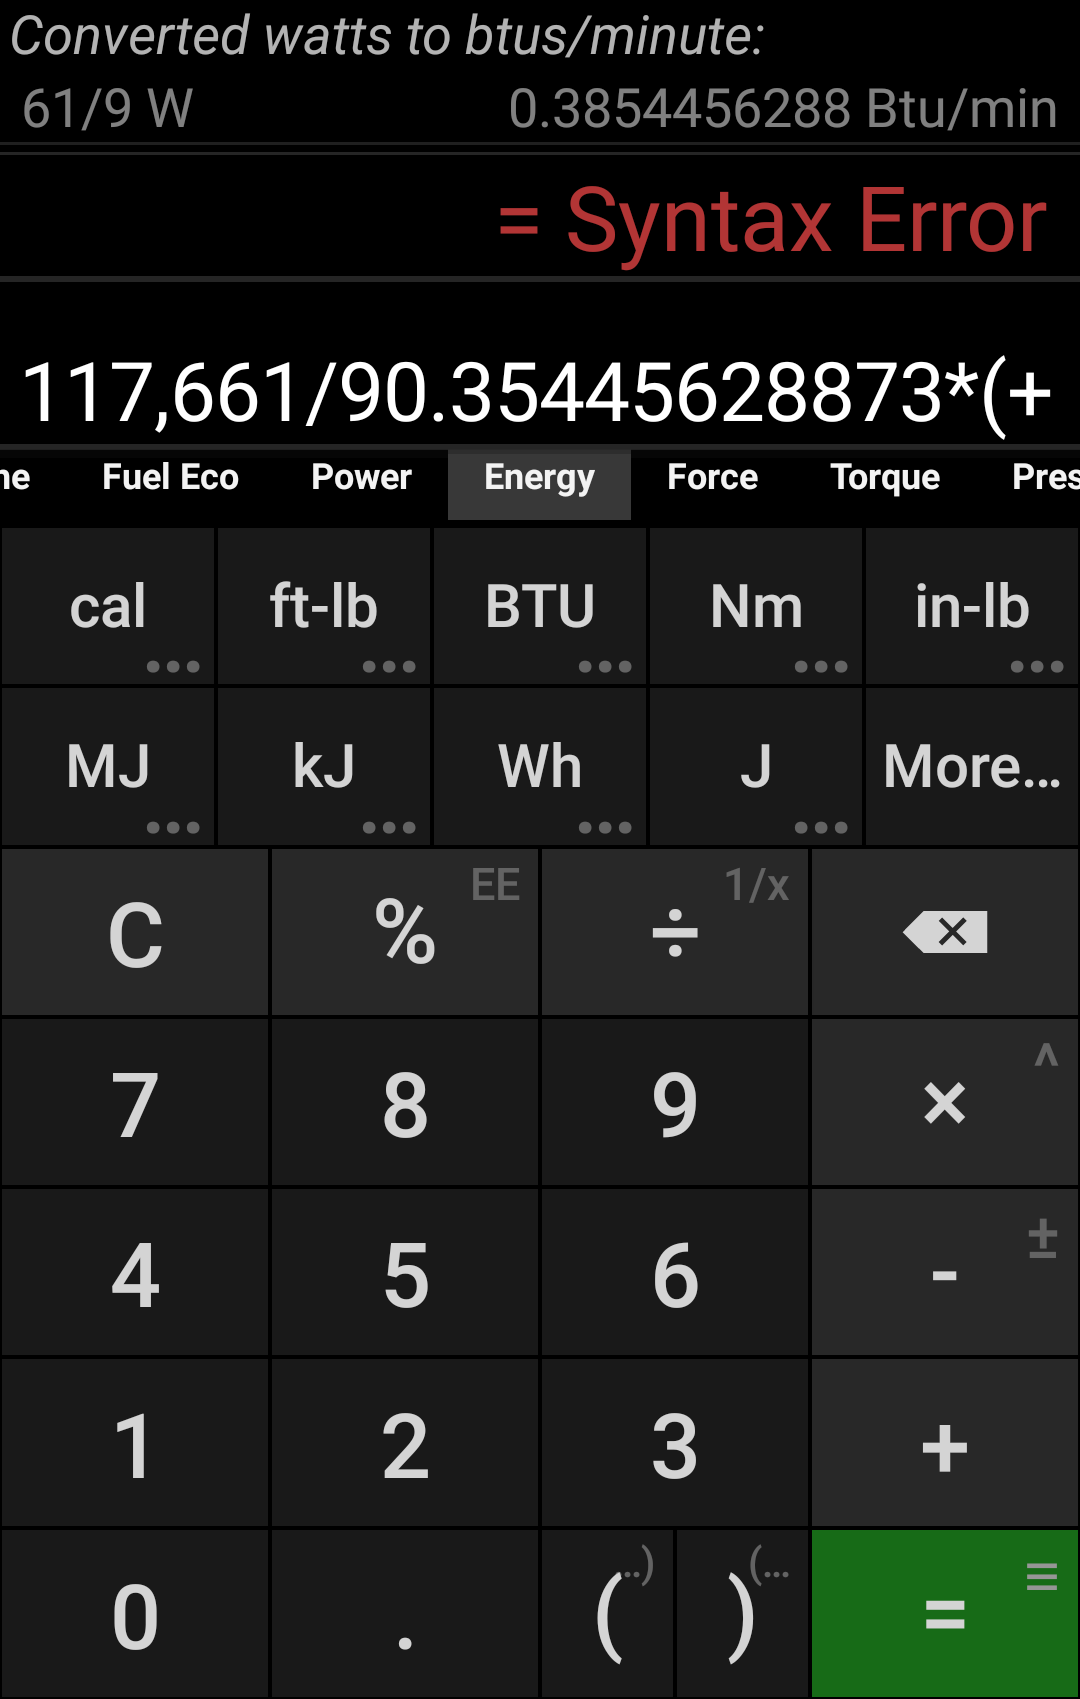 Converted watts to btus/minute:
61/9 W 0.3854456288 Btu/min
= Syntax Error
117,661/90.35445628873*(+
ne Fuel Eco Power Energy Force Torque Pres
cal ft-lb BTU Nm in-lb
MJ kJ Wh J More...
C % EE ÷ 1/x
7 8 9 × ^
4 5 6 - ±
1 2 3 +
0 . ( ..) ) (... = ≡